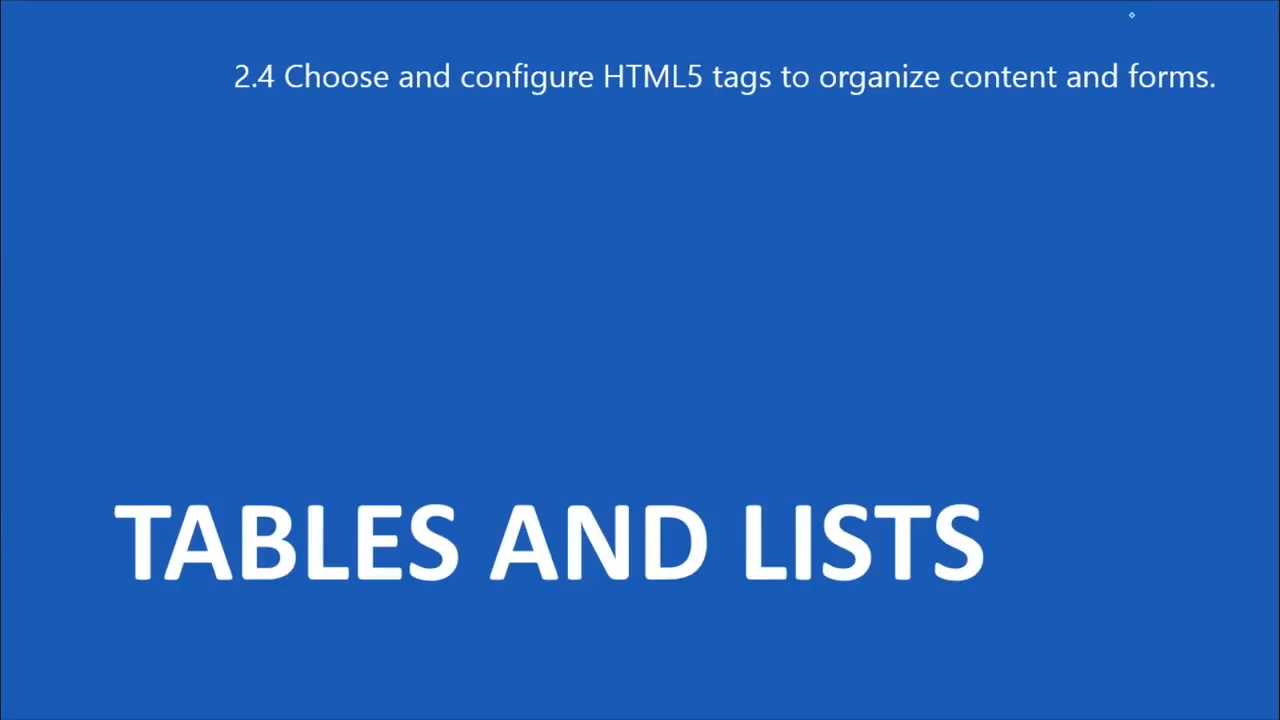 2.4 Choose and configure HTML5 tags to organize content and forms.
TABLES AND LISTS